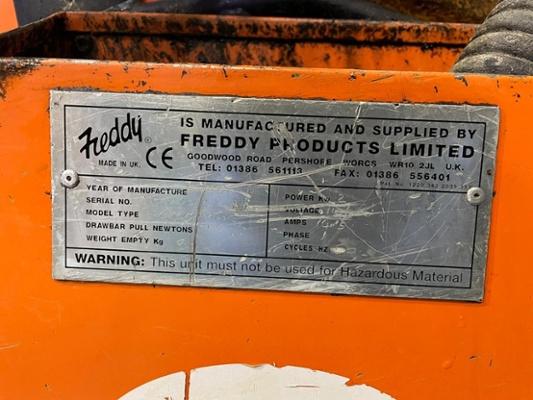 Freddy
MADE IN UK. CE
IS MANUFACTURED AND SUPPLIED BY
FREDDY PRODUCTS LIMITED
GOODWOOD ROAD PERSHORE WORCS WR10 2JL U.K.
TEL: 01386 561113 FAX: 01386 556401
YEAR OF MANUFACTURE
SERIAL NO.
MODEL TYPE
DRAWBAR PULL NEWTONS
WEIGHT EMPTY Kg
POWER
VOLTAGE
AMPS
PHASE
CYCLES HZ
WARNING: This unit must not be used for Hazardous Material